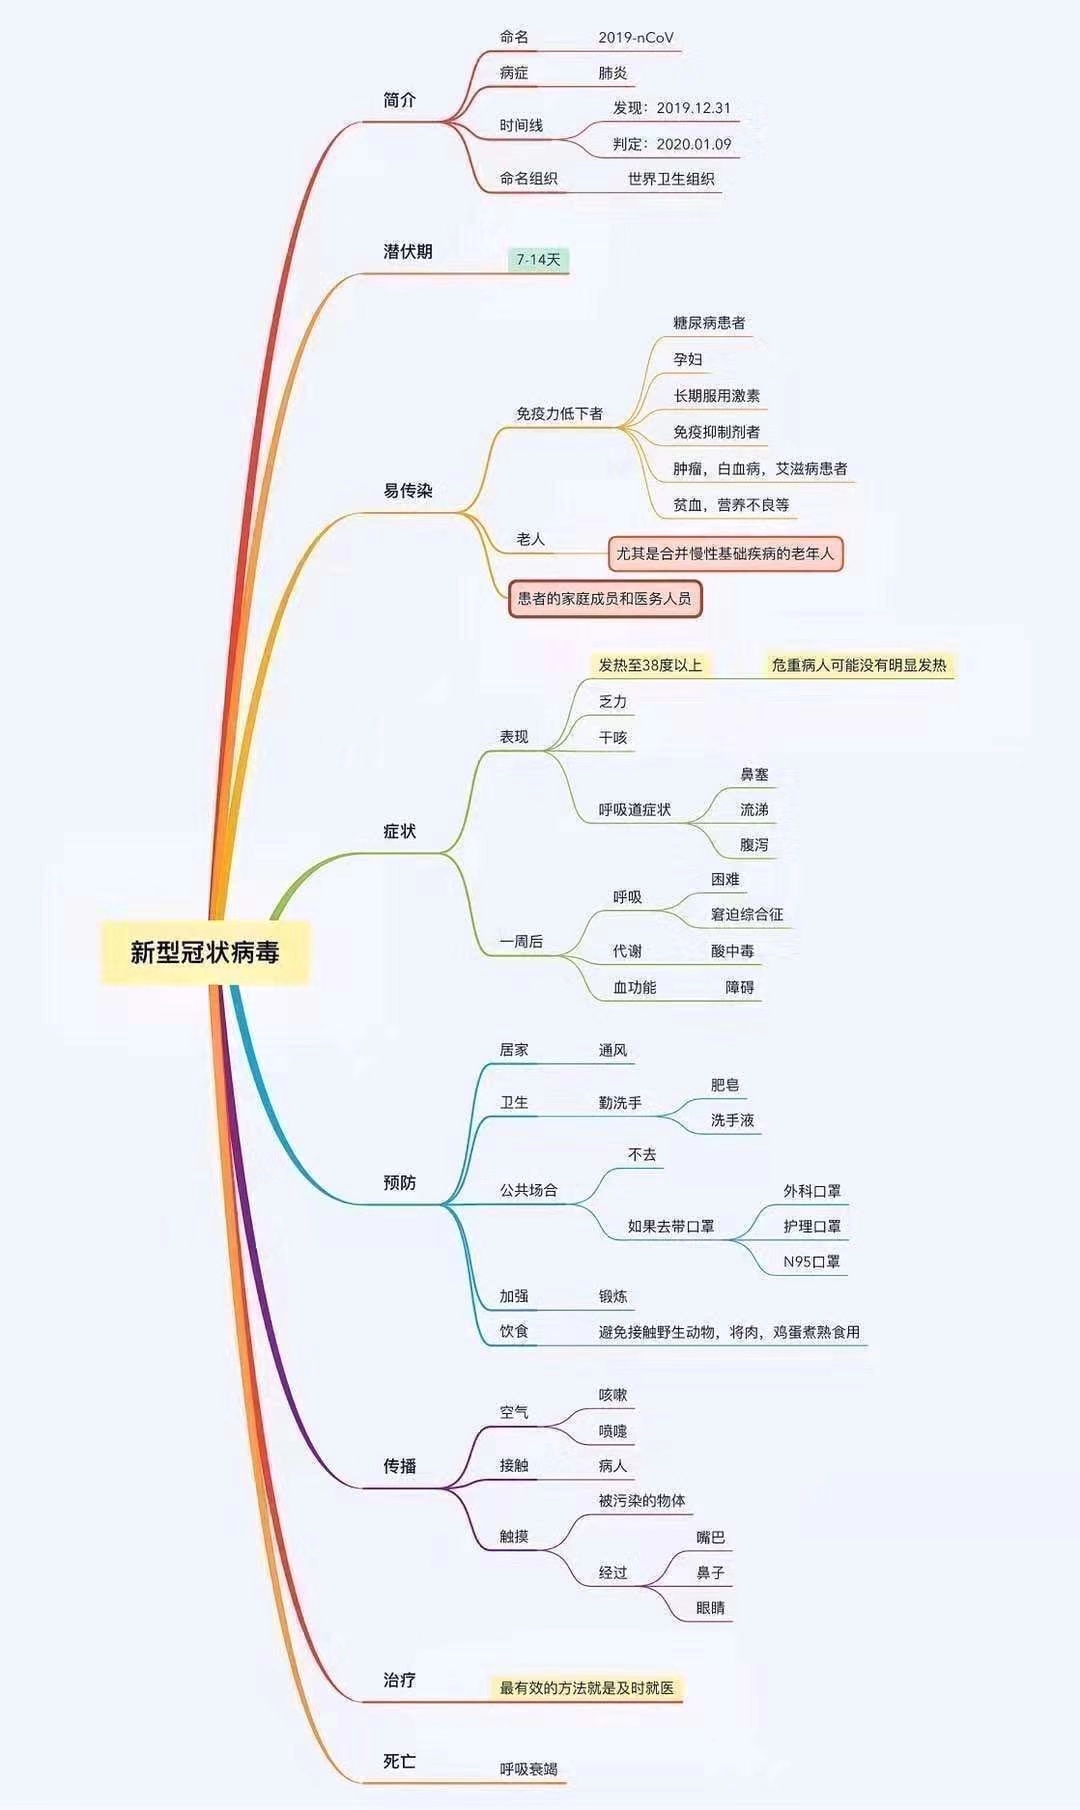 简介
命名
2019-nCoV
病症
肺炎
时间线
发现：2019.12.31
判定：2020.01.09
命名组织
世界卫生组织
潜伏期
7-14天
易传染
免疫力低下者
糖尿病患者
孕妇
长期服用激素
免疫抑制剂者
肿瘤，白血病，艾滋病患者
贫血，营养不良等
老人
尤其是合并慢性基础疾病的老年人
患者的家庭成员和医务人员
症状
表现
发热至38度以上
危重病人可能没有明显发热
乏力
干咳
呼吸道症状
鼻塞
流涕
腹泻
一周后
呼吸
困难
窘迫综合征
代谢
酸中毒
血功能
障碍
新型冠状病毒
预防
居家
通风
卫生
勤洗手
肥皂
洗手液
公共场合
不去
如果去带口罩
外科口罩
护理口罩
N95口罩
加强
锻炼
饮食
避免接触野生动物，将肉，鸡蛋煮熟食用
传播
空气
咳嗽
喷嚏
接触
病人
触摸
被污染的物体
经过
嘴巴
鼻子
眼睛
治疗
最有效的方法就是及时就医
死亡
呼吸衰竭